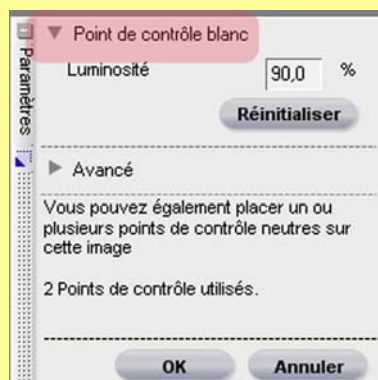 Paramètres
Point de contrôle blanc
Luminosité 90,0 %
Réinitialiser
Avancé
Vous pouvez également placer un ou
plusieurs points de contrôle neutres sur
cette image
2 Points de contrôle utilisés.
OK Annuler